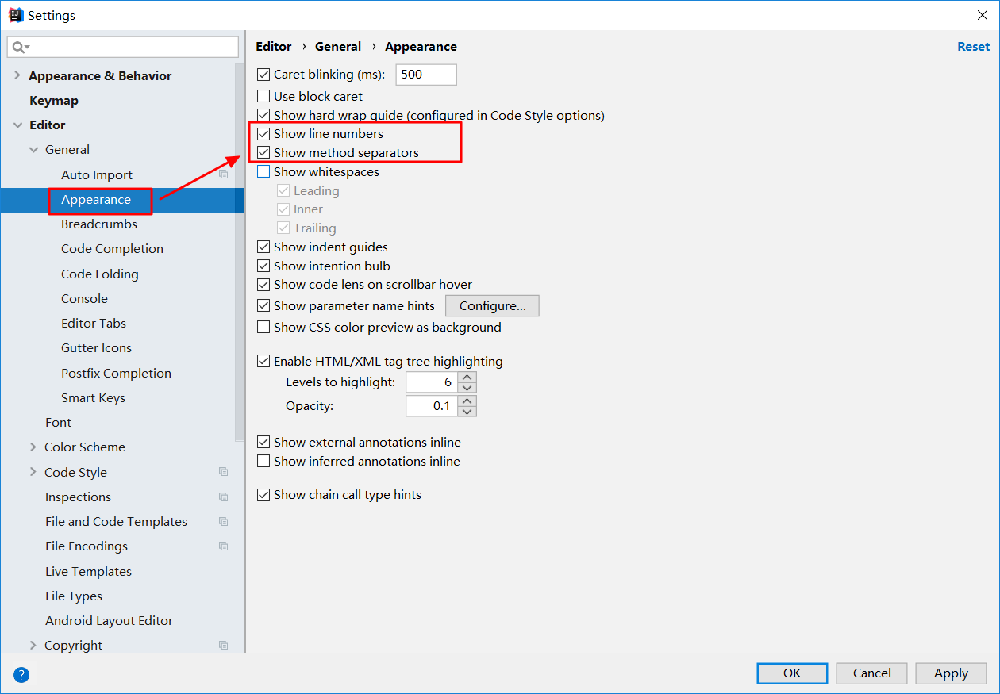 Settings
Appearance & Behavior
Keymap
Editor
General
Auto Import
Appearance
Breadcrumbs
Code Completion
Code Folding
Console
Editor Tabs
Gutter Icons
Postfix Completion
Smart Keys
Font
Color Scheme
Code Style
Inspections
File and Code Templates
File Encodings
Live Templates
File Types
Android Layout Editor
Copyright
?
Editor › General › Appearance
Reset
Caret blinking (ms): 500
Use block caret
Show hard wrap guide (configured in Code Style options)
Show line numbers
Show method separators
Show whitespaces
Leading
Inner
Trailing
Show indent guides
Show intention bulb
Show code lens on scrollbar hover
Show parameter name hints Configure...
Show CSS color preview as background
Enable HTML/XML tag tree highlighting
Levels to highlight: 6
Opacity: 0.1
Show external annotations inline
Show inferred annotations inline
Show chain call type hints
OK Cancel Apply